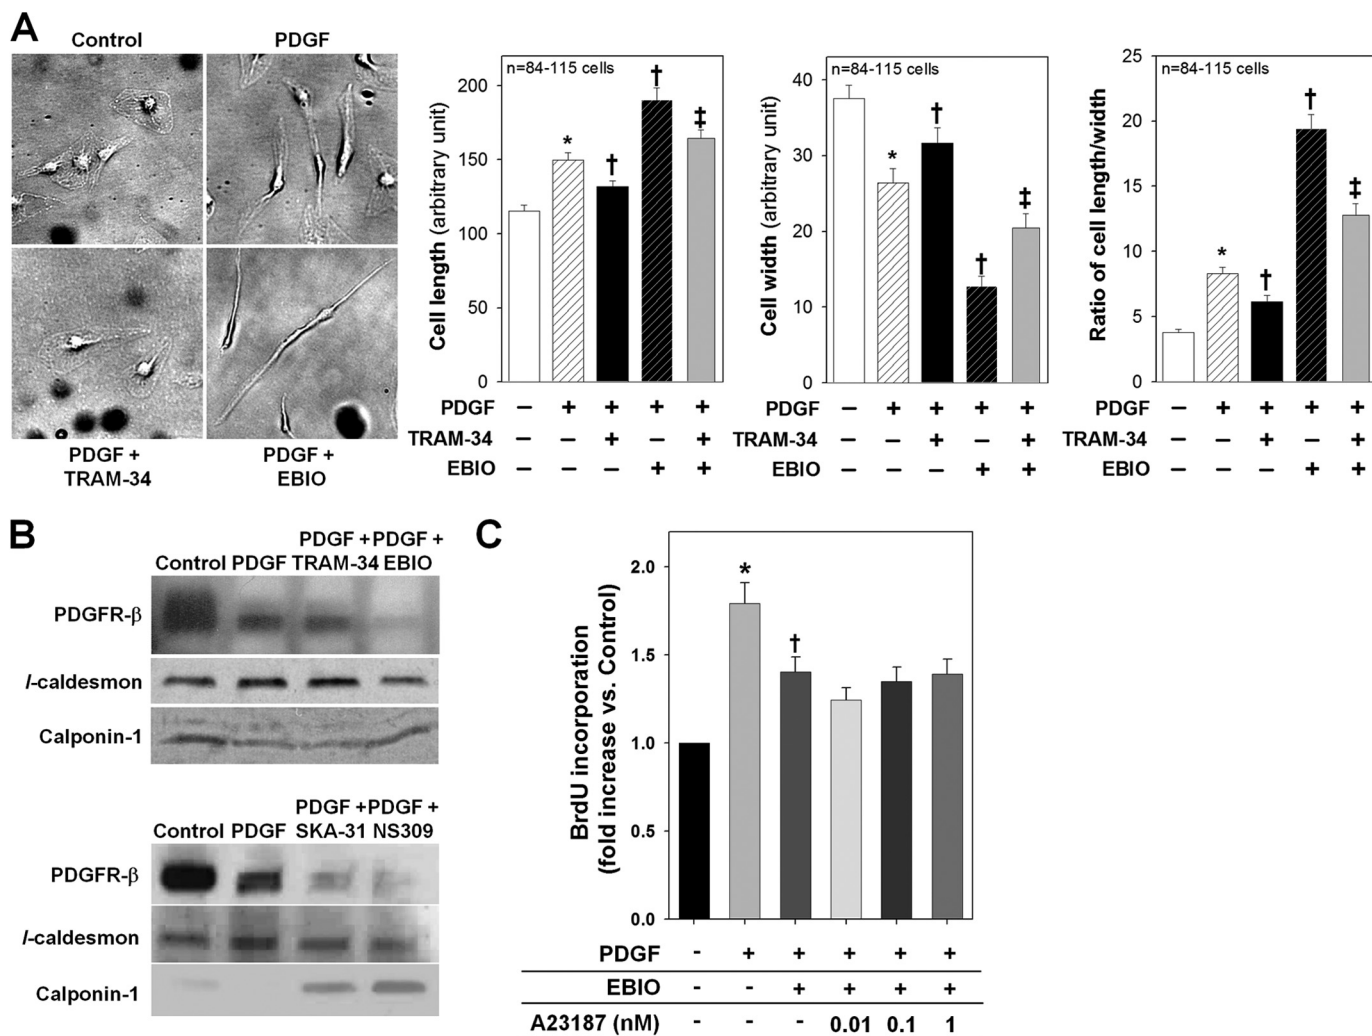 A
Control PDGF
PDGF + TRAM-34
PDGF + EBIO
Cell length (arbitrary unit)
200
150
100
50
0
n=84-115 cells
* † † ‡
PDGF – + + + +
TRAM-34 – – + – +
EBIO – – – + +
Cell width (arbitrary unit)
40
30
20
10
0
n=84-115 cells
* † † ‡
PDGF – + + + +
TRAM-34 – – + – +
EBIO – – – + +
Ratio of cell length/width
25
20
15
10
5
0
n=84-115 cells
* † † ‡
PDGF – + + + +
TRAM-34 – – + – +
EBIO – – – + +
B
Control PDGF PDGF + TRAM-34 PDGF + EBIO
PDGFR-β
l-caldesmon
Calponin-1
Control PDGF PDGF + SKA-31 PDGF + NS309
PDGFR-β
l-caldesmon
Calponin-1
C
BrdU incorporation
(fold increase vs. Control)
2.0
1.5
1.0
0.5
0.0
* †
PDGF - + + + + +
EBIO - - + + + +
A23187 (nM) - - - 0.01 0.1 1